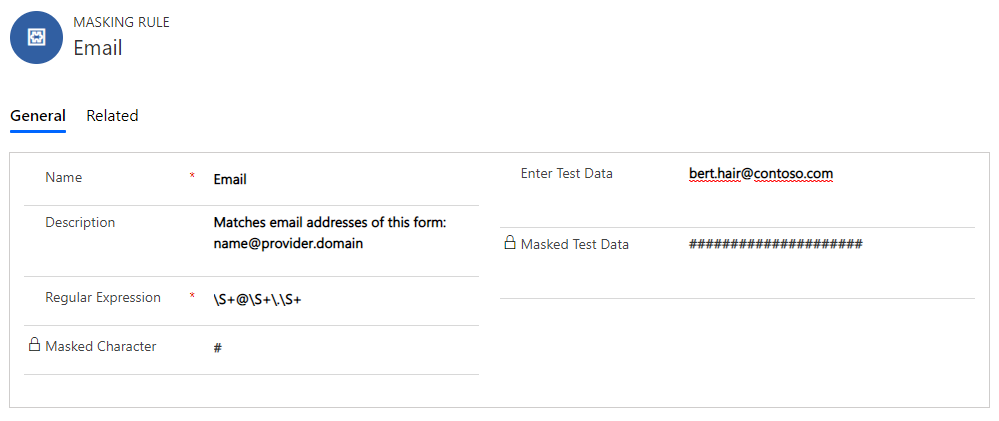 MASKING RULE
Email
General Related
Name * Email
Description Matches email addresses of this form:
name@provider.domain
Regular Expression * \S+@\S+\.\S+
Masked Character #
Enter Test Data bert.hair@contoso.com
Masked Test Data #####################